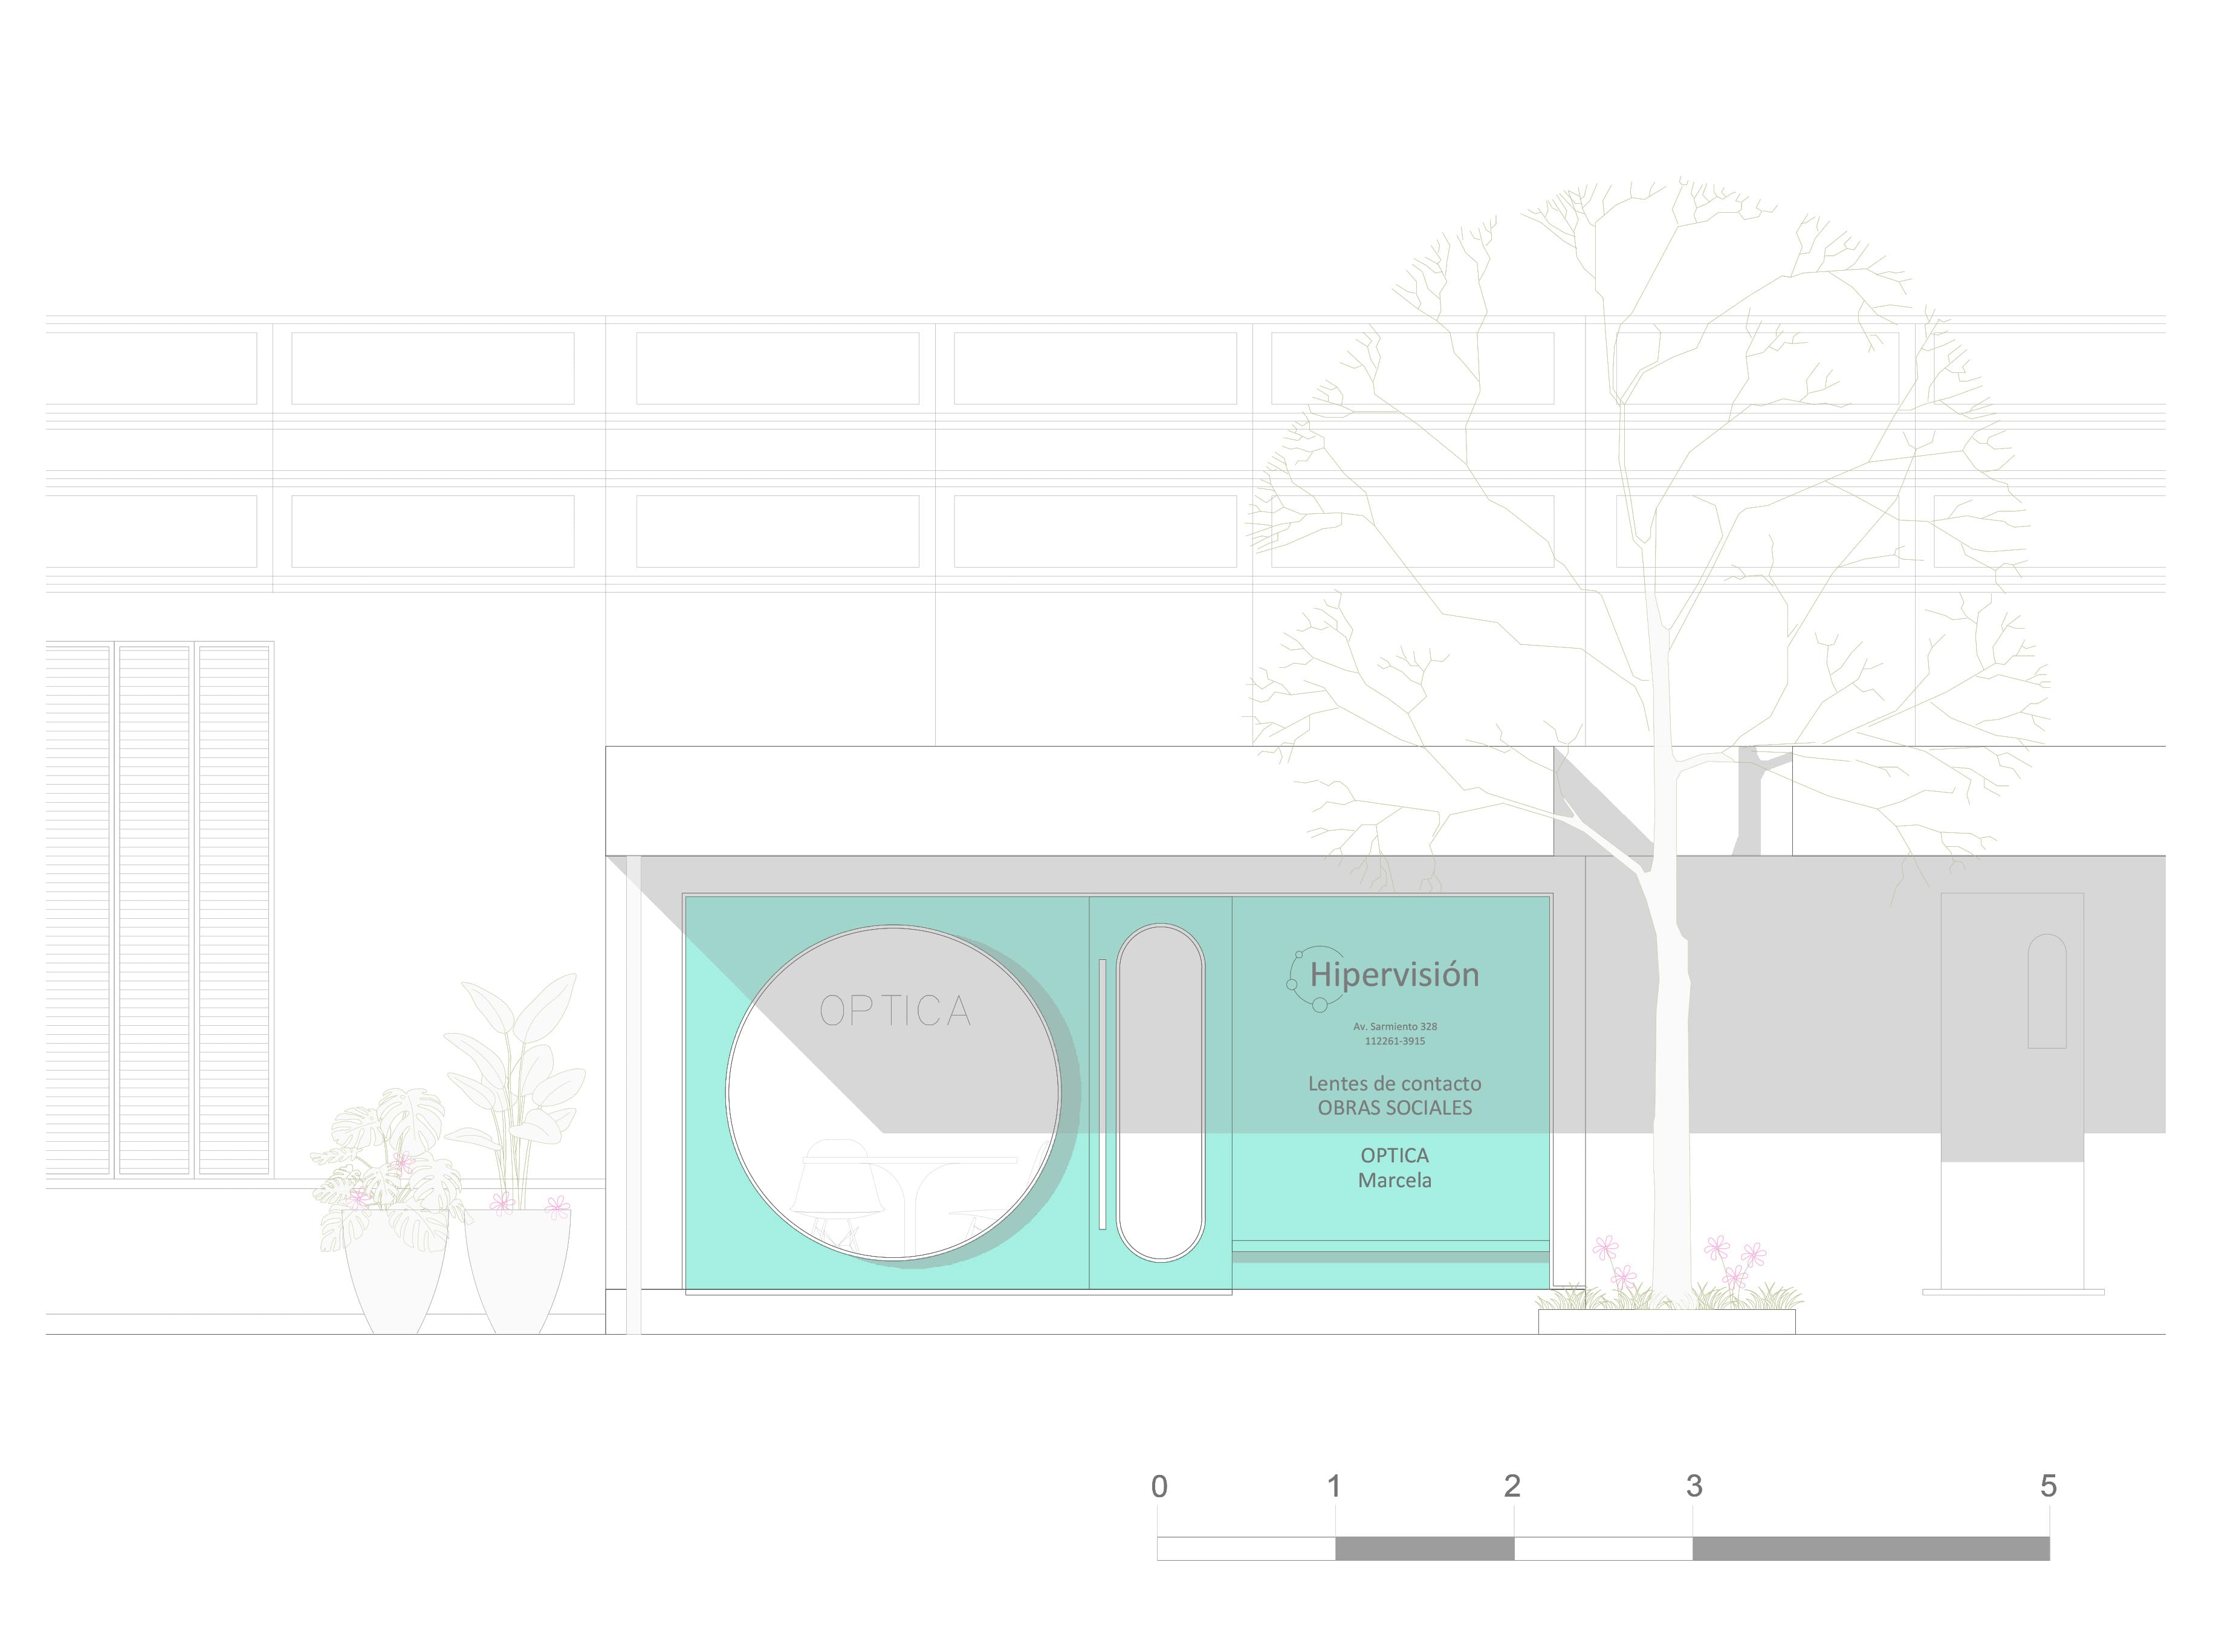 OPTICA
Hipervisión
Av. Sarmiento 328
112261-3915
Lentes de contacto
OBRAS SOCIALES
OPTICA
Marcela
0 1 2 3 5